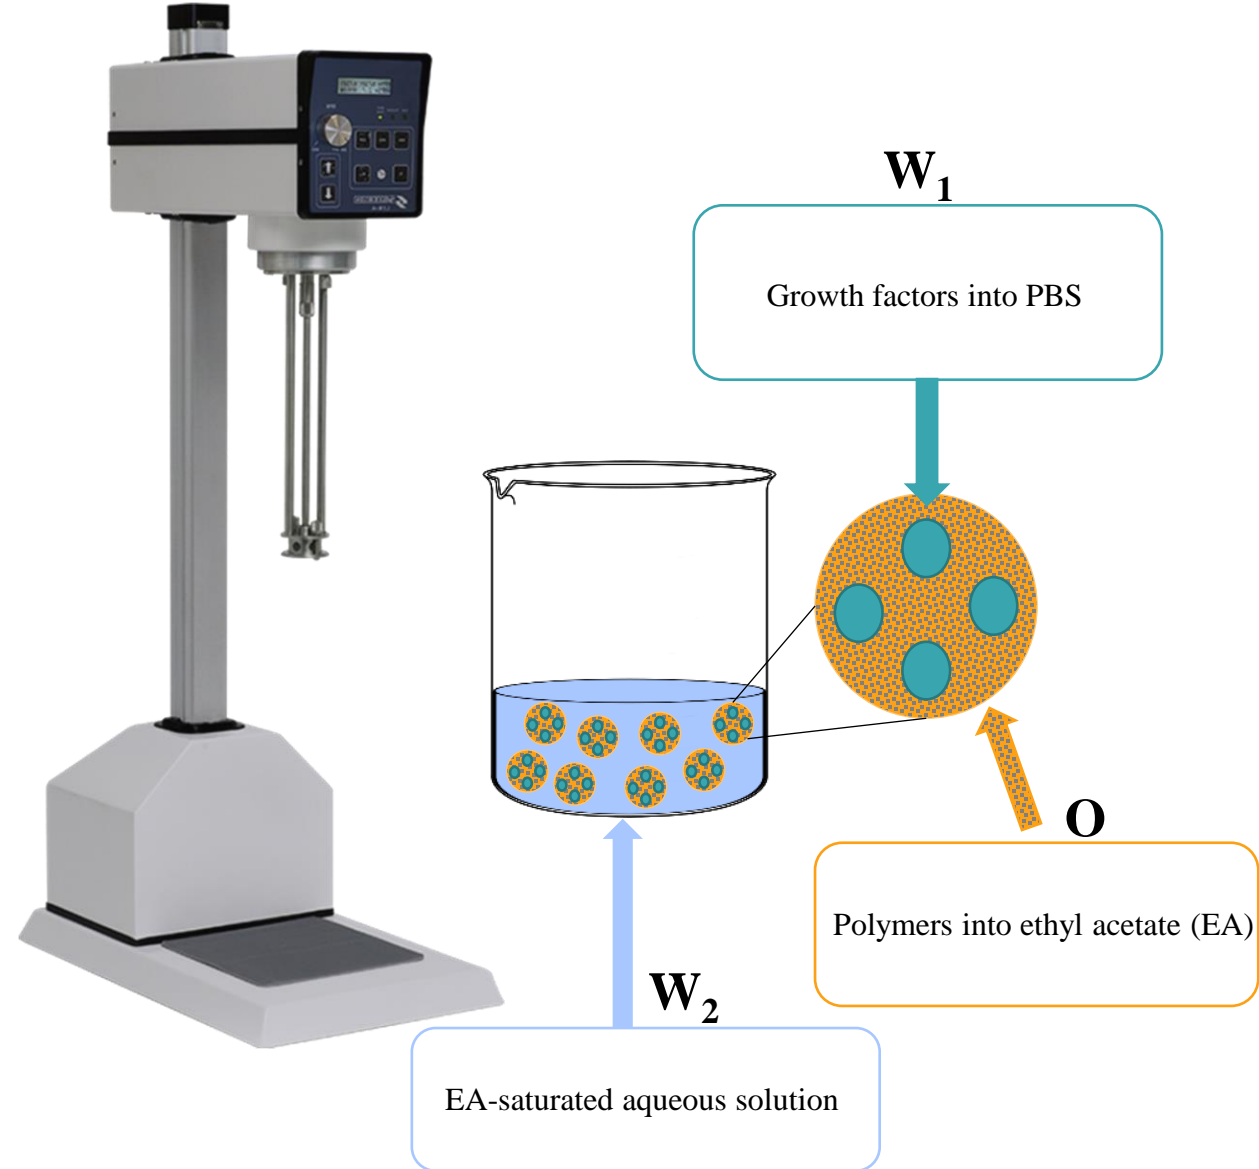 W₁
Growth factors into PBS
O
Polymers into ethyl acetate (EA)
W₂
EA-saturated aqueous solution